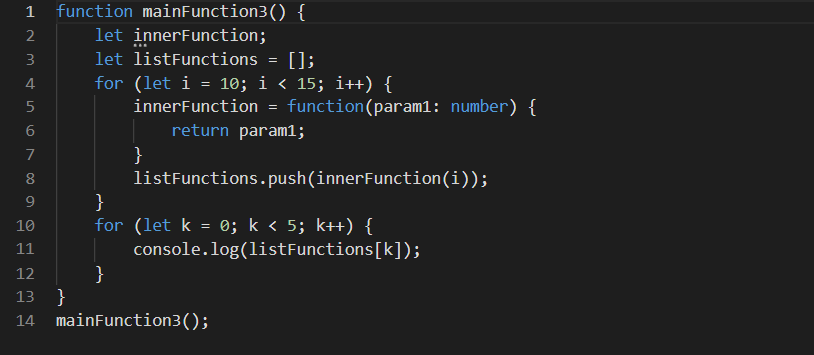 1 function mainFunction3() {
2     let innerFunction;
3     let listFunctions = [];
4     for (let i = 10; i < 15; i++) {
5         innerFunction = function(param1: number) {
6             return param1;
7         }
8         listFunctions.push(innerFunction(i));
9     }
10     for (let k = 0; k < 5; k++) {
11         console.log(listFunctions[k]);
12     }
13 }
14 mainFunction3();